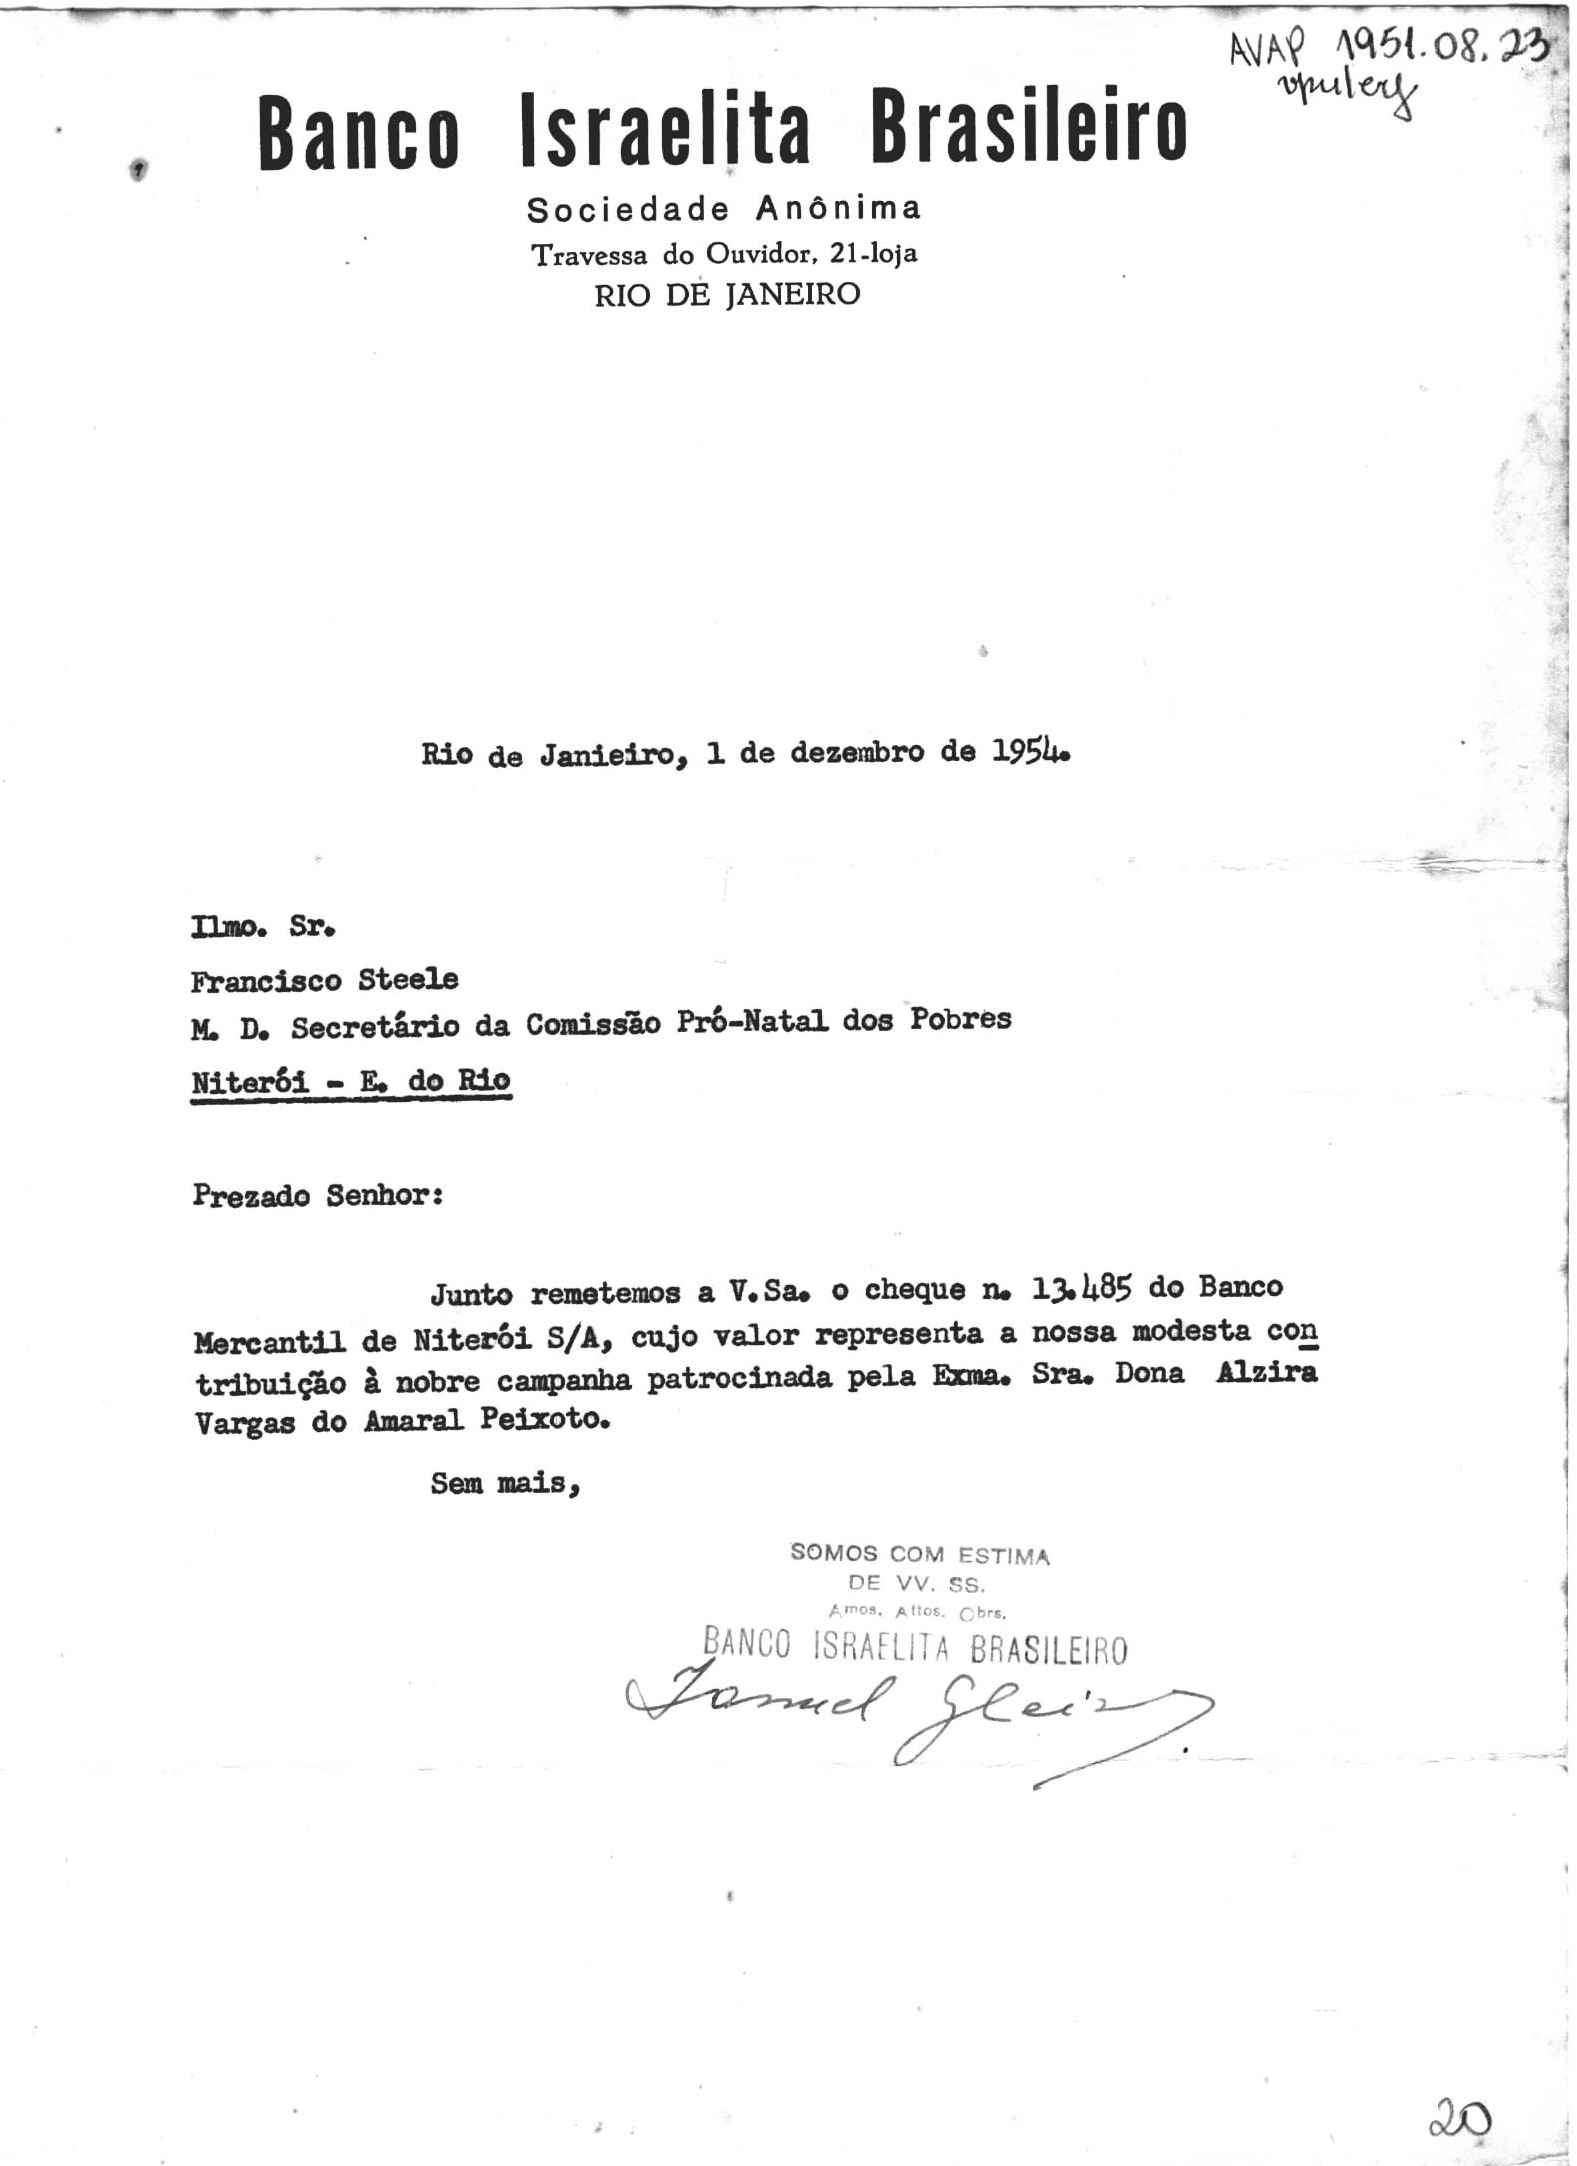 AVAP 1951.08.23
Banco Israelita Brasileiro
Sociedade Anônima
Travessa do Ouvidor, 21-loja
RIO DE JANEIRO
Rio de Janieiro, 1 de dezembro de 1954.
Ilmo. Sr.
Francisco Steele
M. D. Secretário da Comissão Pró-Natal dos Pobres
Niterói - E. do Rio
Prezado Senhor:
Junto remetemos a V.Sa. o cheque n. 13.485 do Banco
Mercantil de Niterói S/A, cujo valor representa a nossa modesta con
tribuição à nobre campanha patrocinada pela Exma. Sra. Dona Alzira
Vargas do Amaral Peixoto.
Sem mais,
SOMOS COM ESTIMA
DE VV. SS.
Amos. Attos. Obrs.
BANCO ISRAELITA BRASILEIRO
20